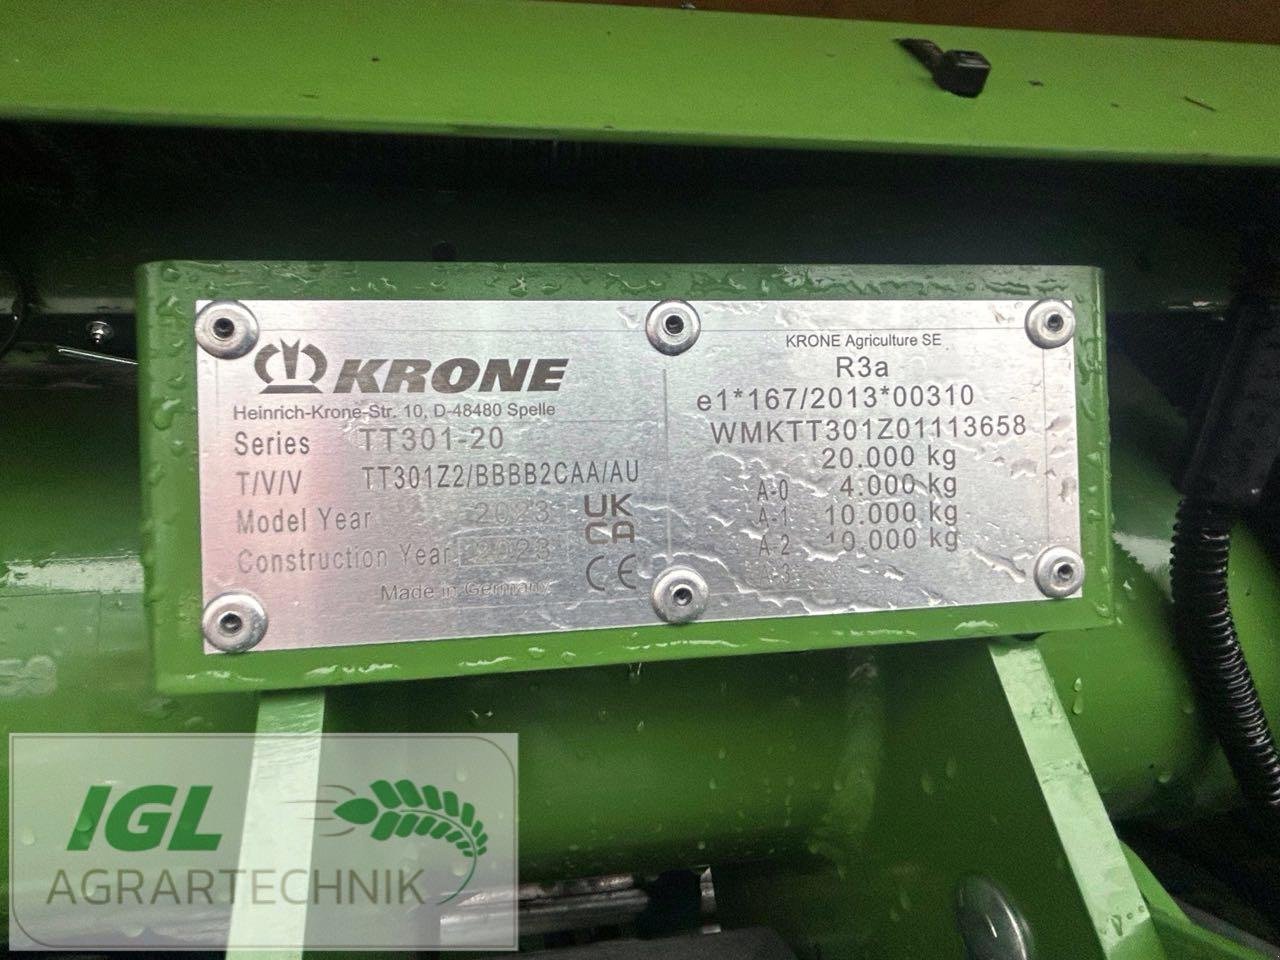 KRONE
Heinrich-Krone-Str. 10, D-48480 Spelle
Series TT301-20
T/V/V TT301Z2/BBBB2CAA/AU
Model Year 2023
Construction Year 2023
Made in Germany
UK
CA
CE
KRONE Agriculture SE
R3a
e1*167/2013*00310
WMKTT301Z01113658
20.000 kg
A-0 4.000 kg
A-1 10.000 kg
A-2 10.000 kg
A-3
IGL
AGRARTECHNIK